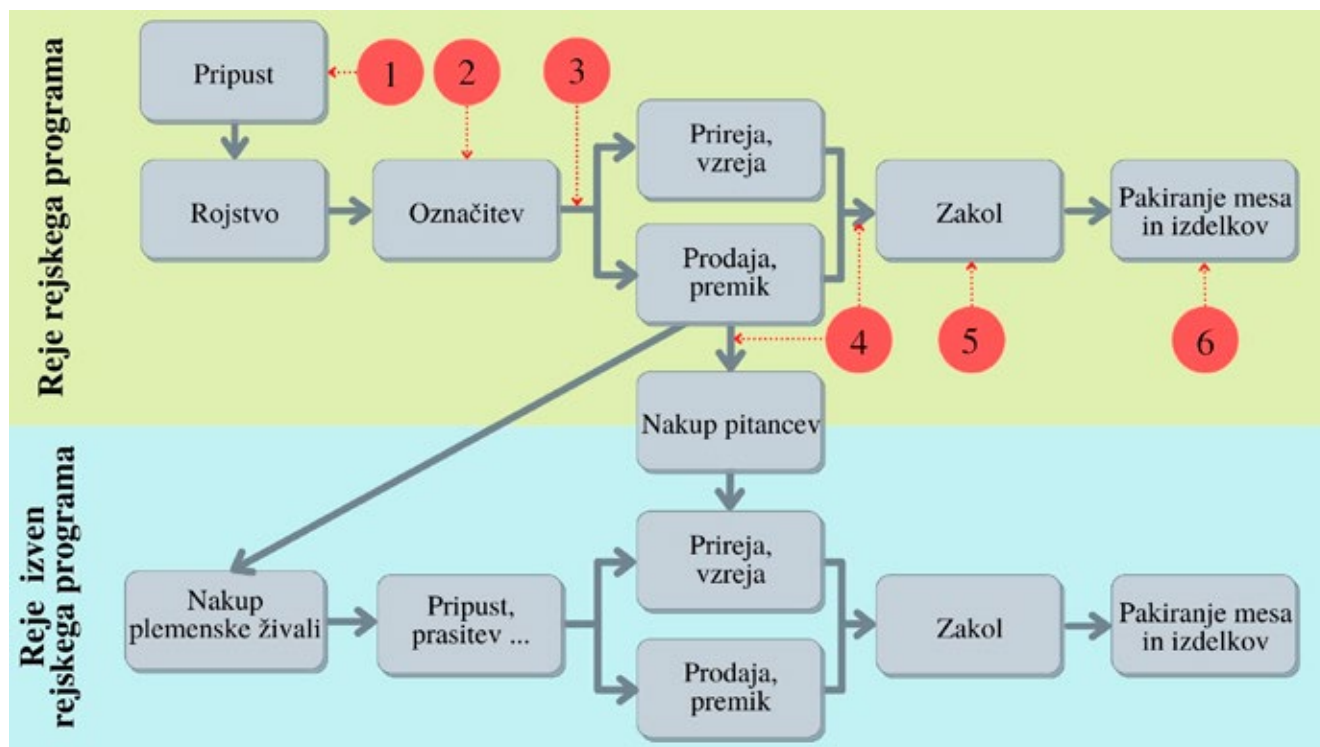 Reje rejskega programa
Pripust
1
2
3
Rojstvo
Označitev
Prireja,
vzreja
Prodaja,
premik
Zakol
Pakiranje mesa
in izdelkov
4
5
6
Nakup pitancev
Reje izven
rejskega programa
Nakup
plemenske živali
Pripust,
prasitev ...
Prireja,
vzreja
Prodaja,
premik
Zakol
Pakiranje mesa
in izdelkov